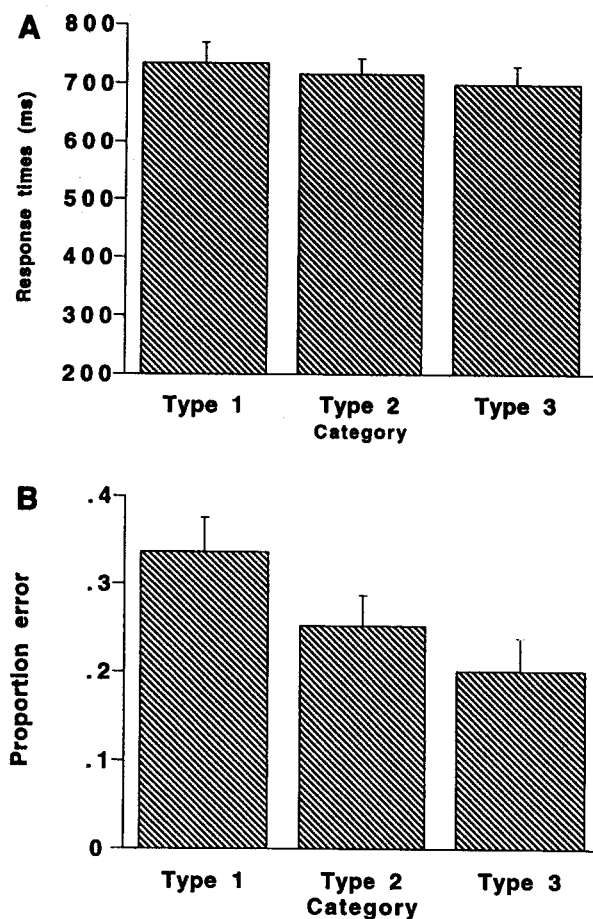 A
800
700
600
500
400
300
200
Response times (ms)
Type 1 Type 2 Type 3
Category
B
.4
.3
.2
.1
0
Proportion error
Type 1 Type 2 Type 3
Category